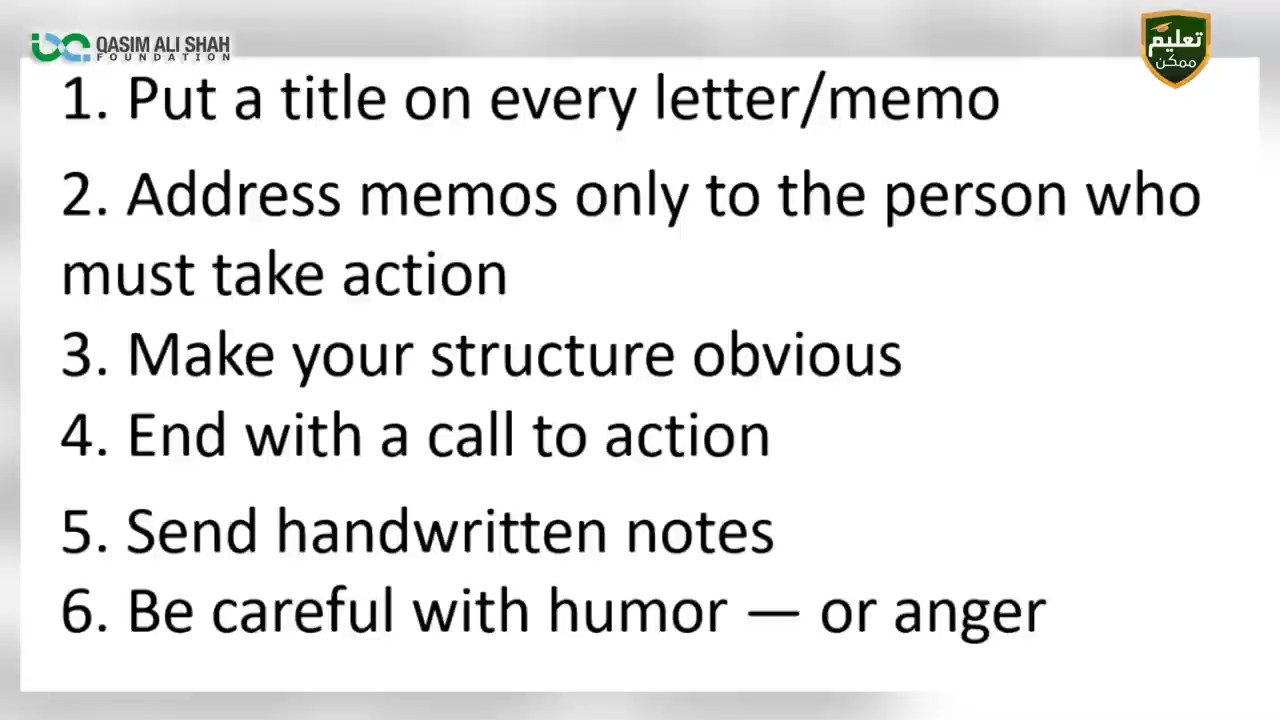 QASIM ALI SHAH
FOUNDATION
تعلیم
ممکن
1. Put a title on every letter/memo
2. Address memos only to the person who
must take action
3. Make your structure obvious
4. End with a call to action
5. Send handwritten notes
6. Be careful with humor — or anger